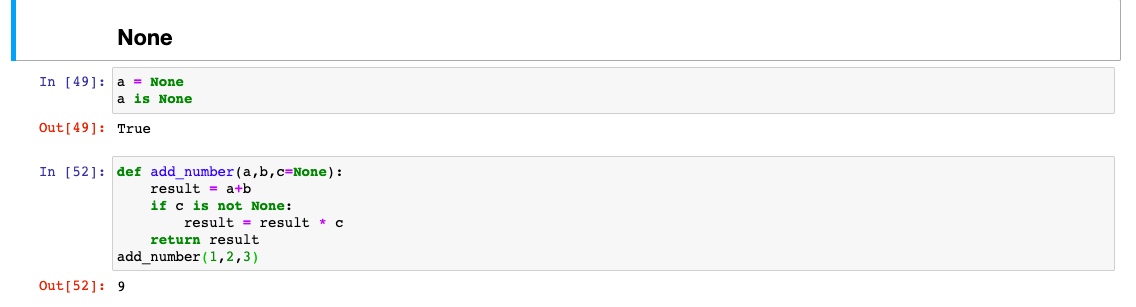 None
In [49]: a = None
a is None
Out[49]: True
In [52]: def add_number(a,b,c=None):
    result = a+b
    if c is not None:
        result = result * c
    return result
add_number(1,2,3)
Out[52]: 9